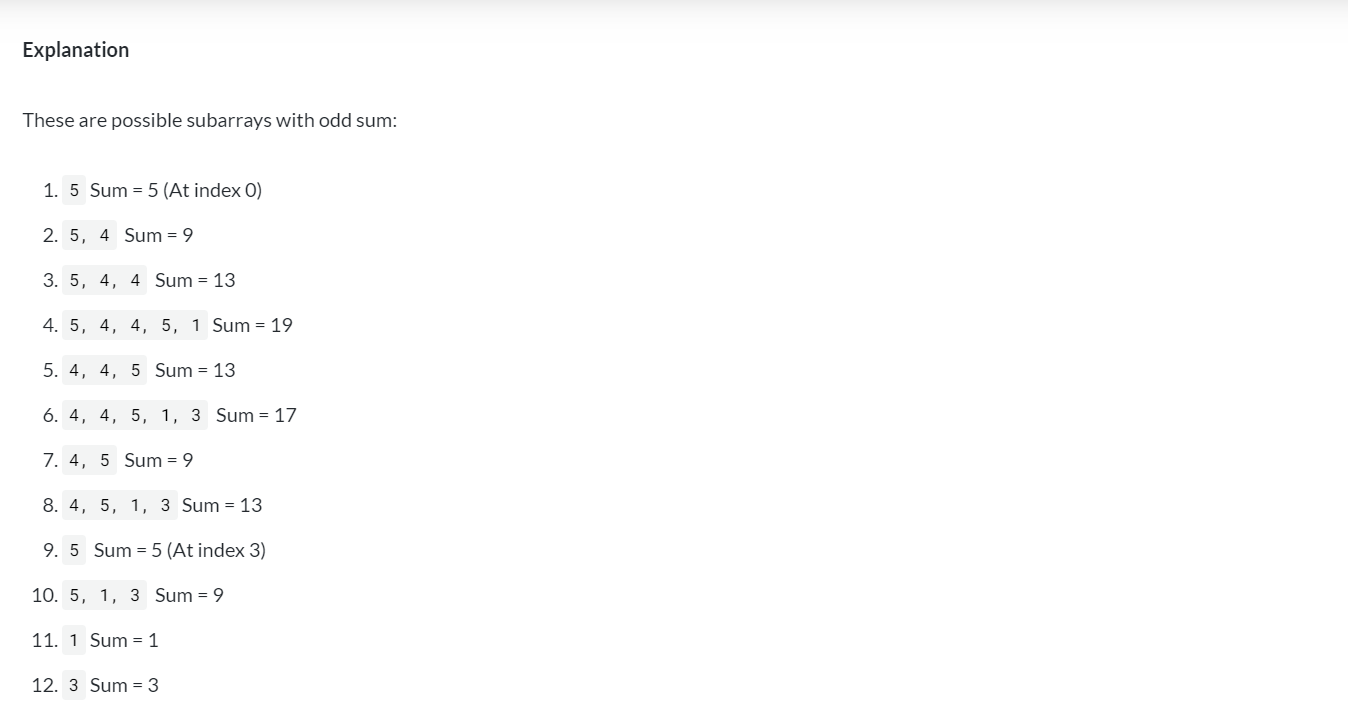 Explanation
These are possible subarrays with odd sum:
1. 5 Sum = 5 (At index 0)
2. 5, 4 Sum = 9
3. 5, 4, 4 Sum = 13
4. 5, 4, 4, 5, 1 Sum = 19
5. 4, 4, 5 Sum = 13
6. 4, 4, 5, 1, 3 Sum = 17
7. 4, 5 Sum = 9
8. 4, 5, 1, 3 Sum = 13
9. 5 Sum = 5 (At index 3)
10. 5, 1, 3 Sum = 9
11. 1 Sum = 1
12. 3 Sum = 3